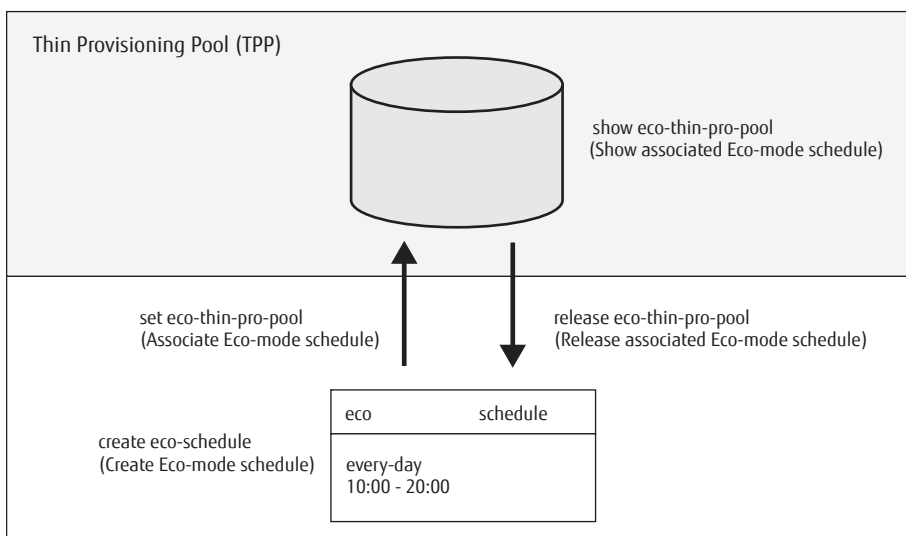 Thin Provisioning Pool (TPP)
show eco-thin-pro-pool
(Show associated Eco-mode schedule)
set eco-thin-pro-pool
(Associate Eco-mode schedule)
release eco-thin-pro-pool
(Release associated Eco-mode schedule)
create eco-schedule
(Create Eco-mode schedule)
eco schedule
every-day
10:00 - 20:00